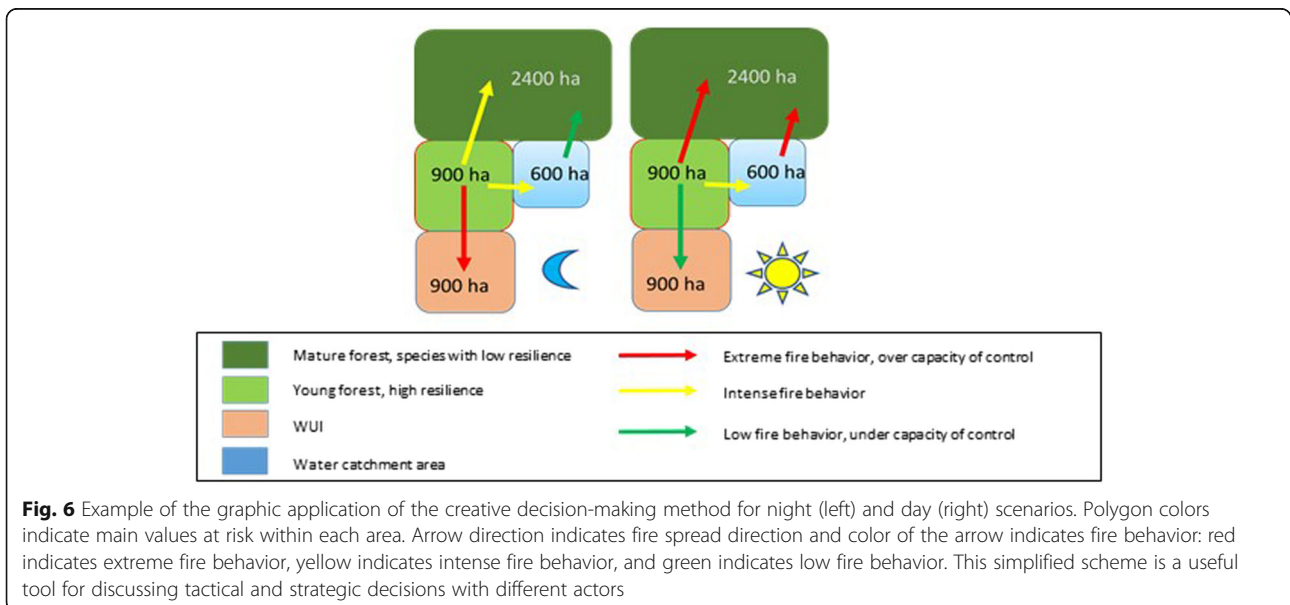 2400 ha
2400 ha
900 ha
600 ha
900 ha
600 ha
900 ha
900 ha
Mature forest, species with low resilience
Extreme fire behavior, over capacity of control
Young forest, high resilience
Intense fire behavior
WUI
Low fire behavior, under capacity of control
Water catchment area
Fig. 6 Example of the graphic application of the creative decision-making method for night (left) and day (right) scenarios. Polygon colors
indicate main values at risk within each area. Arrow direction indicates fire spread direction and color of the arrow indicates fire behavior: red
indicates extreme fire behavior, yellow indicates intense fire behavior, and green indicates low fire behavior. This simplified scheme is a useful
tool for discussing tactical and strategic decisions with different actors